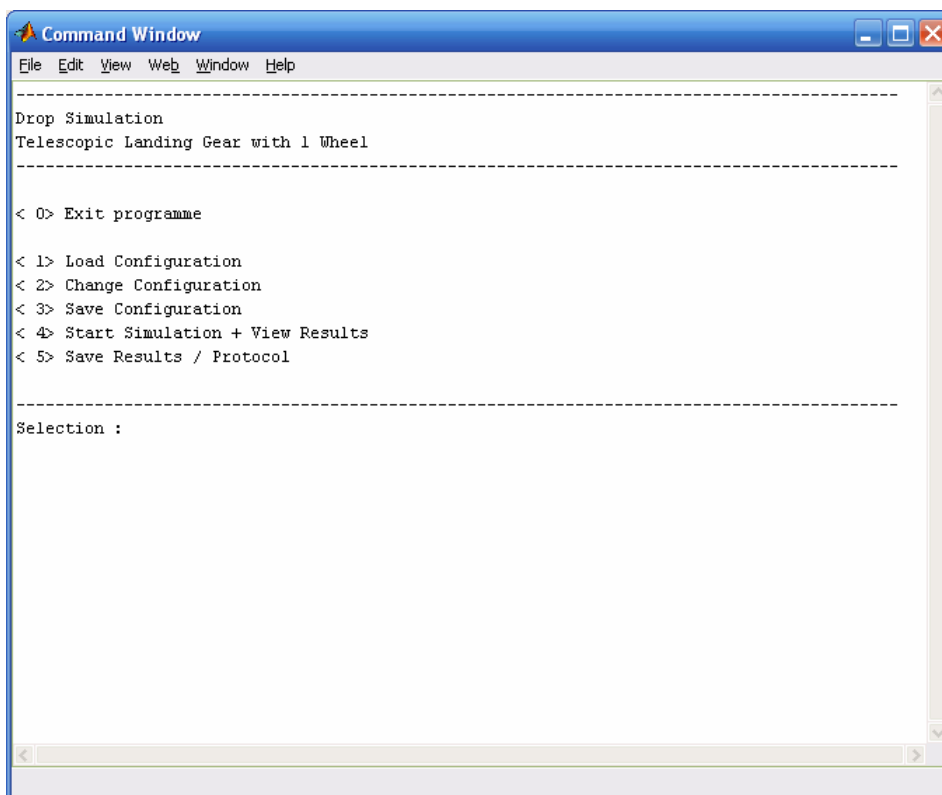 Command Window
File Edit View Web Window Help
------------------------------------------------------------------------------------------
Drop Simulation
Telescopic Landing Gear with 1 Wheel
------------------------------------------------------------------------------------------
< 0> Exit programme
< 1> Load Configuration
< 2> Change Configuration
< 3> Save Configuration
< 4> Start Simulation + View Results
< 5> Save Results / Protocol
------------------------------------------------------------------------------------------
Selection :